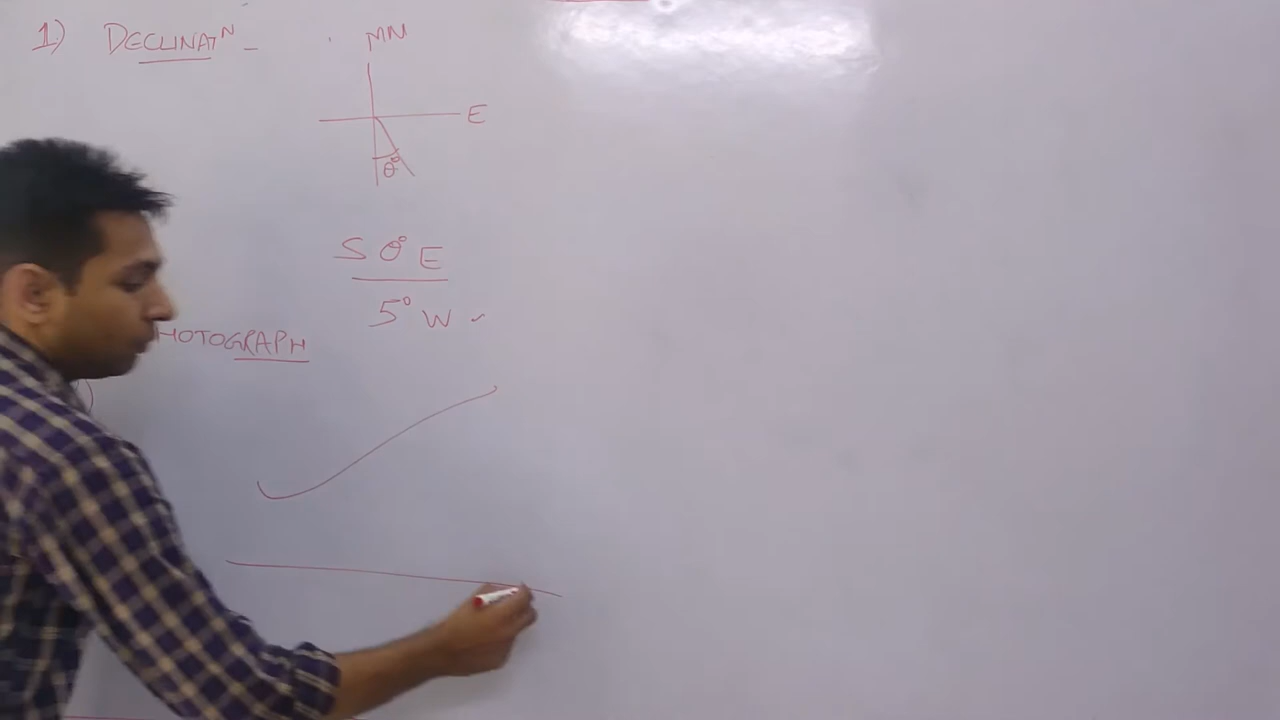 1) DECLINATᴺ -
MN
E
θ°
S θ° E
5° W
HOTOGRAPH